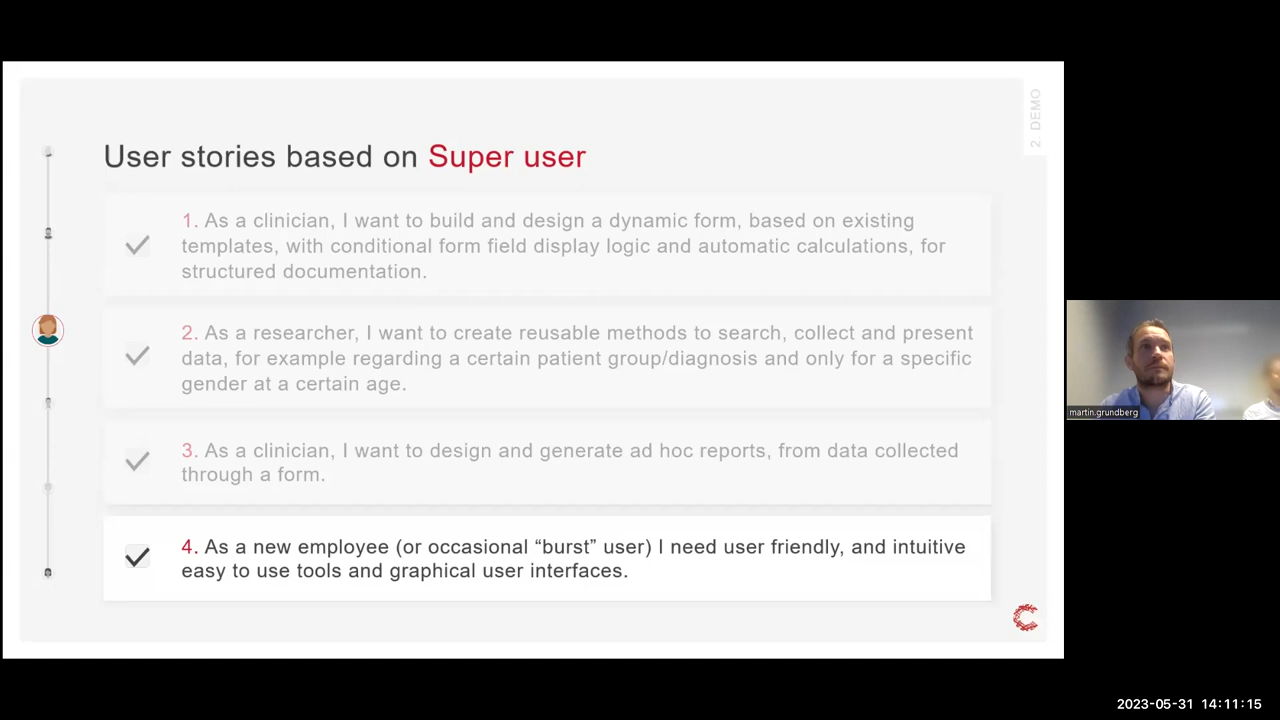 2 DEMO
User stories based on Super user
1. As a clinician, I want to build and design a dynamic form, based on existing
templates, with conditional form field display logic and automatic calculations, for
structured documentation.
2. As a researcher, I want to create reusable methods to search, collect and present
data, for example regarding a certain patient group/diagnosis and only for a specific
gender at a certain age.
3. As a clinician, I want to design and generate ad hoc reports, from data collected
through a form.
4. As a new employee (or occasional “burst” user) I need user friendly, and intuitive
easy to use tools and graphical user interfaces.
martin.grundberg
2023-05-31 14:11:15